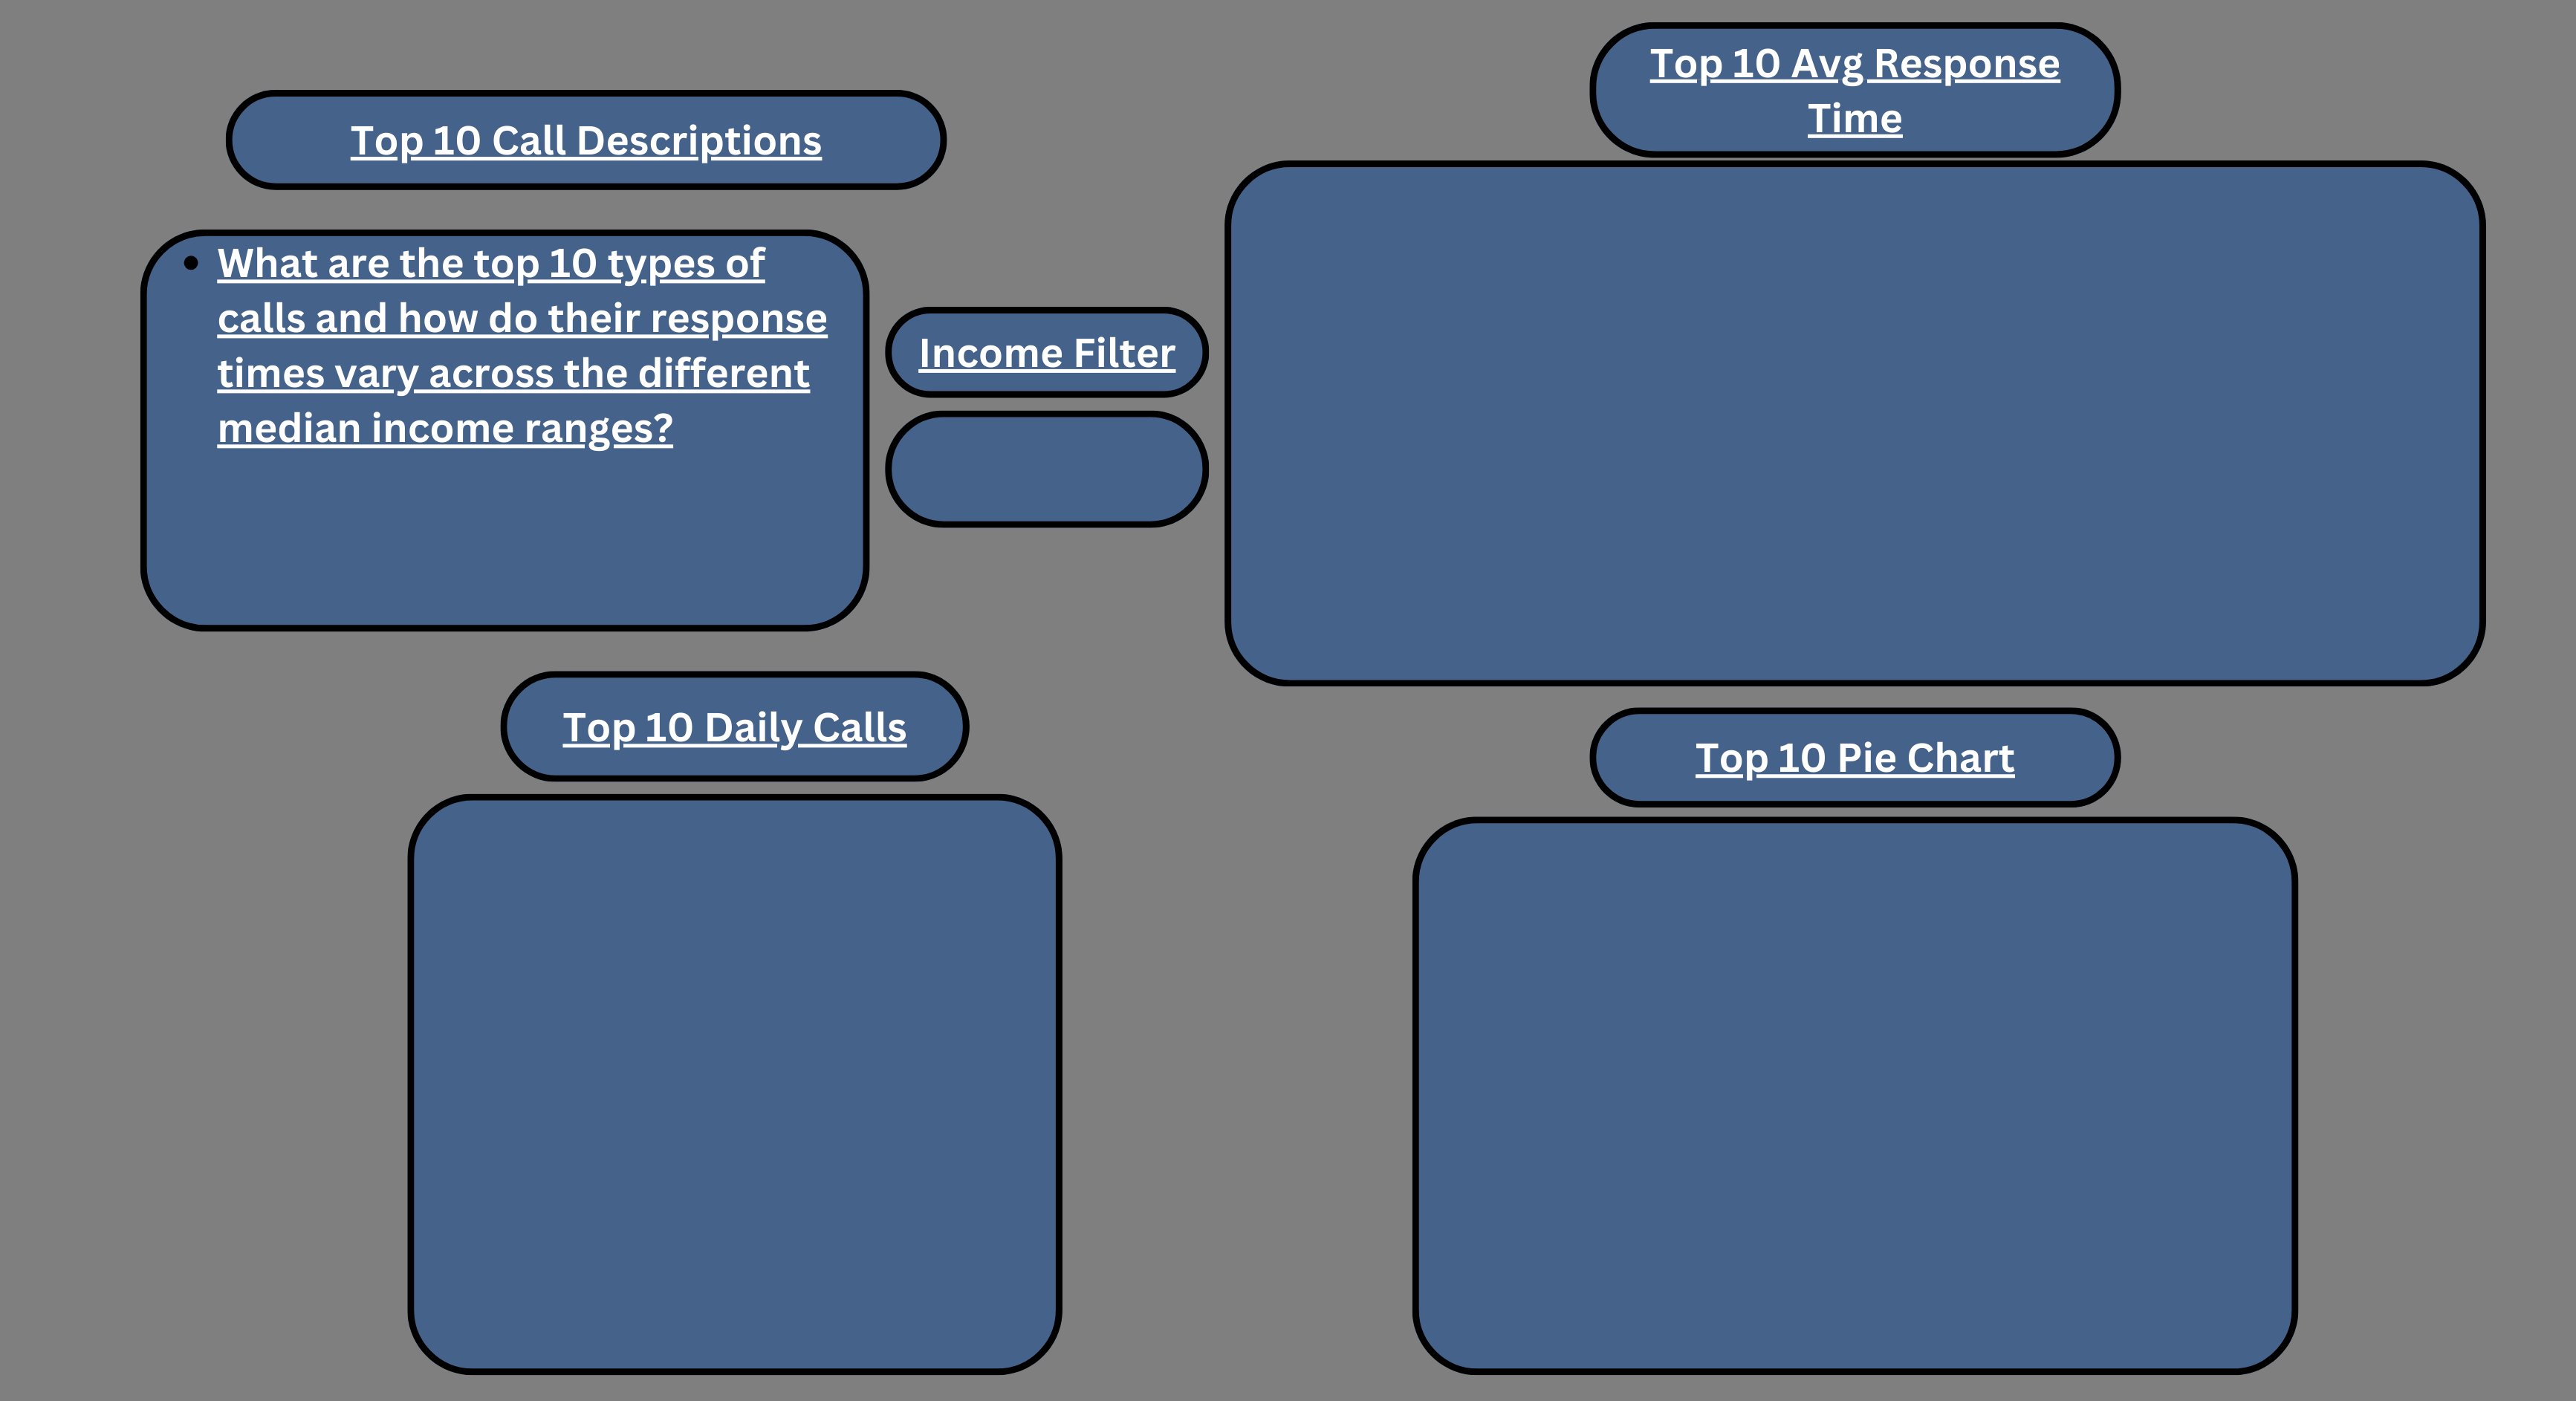 Top 10 Call Descriptions
• What are the top 10 types of
calls and how do their response
times vary across the different
median income ranges?
Income Filter
Top 10 Avg Response
Time
Top 10 Daily Calls
Top 10 Pie Chart